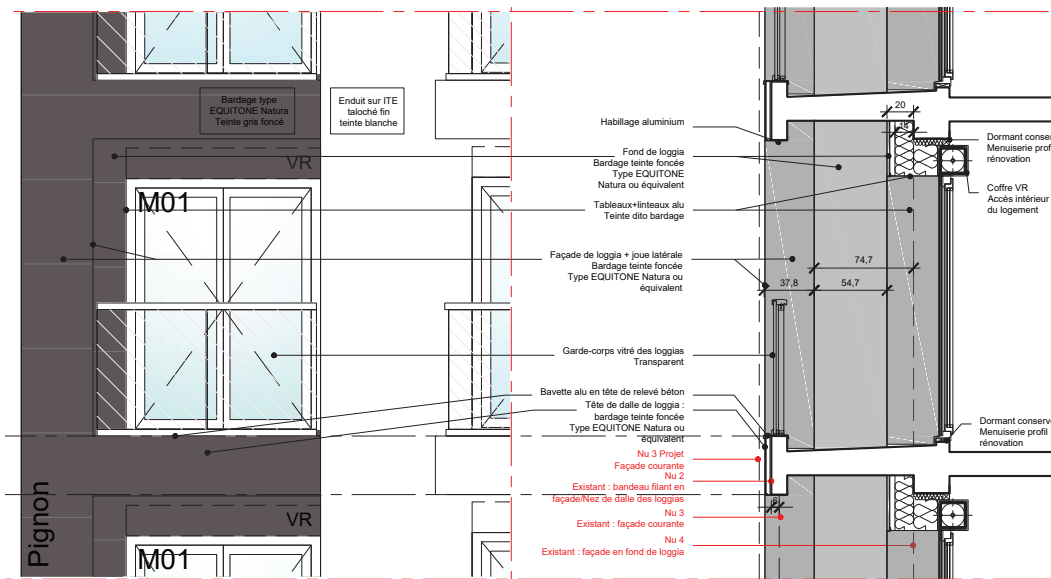 Bardage type
EQUITONE Natura
Teinte gris foncé
Enduit sur ITE
taloché fin
teinte blanche
VR
M01
VR
M01
Pignon
Habillage aluminium
Fond de loggia
Bardage teinte foncée
Type EQUITONE
Natura ou équivalent
Tableaux+linteaux alu
Teinte dito bardage
Façade de loggia + joue latérale
Bardage teinte foncée
Type EQUITONE Natura ou
équivalent
Garde-corps vitré des loggias
Transparent
Bavette alu en tête de relevé béton
Tête de dalle de loggia :
bardage teinte foncée
Type EQUITONE Natura ou
équivalent
Nu 3 Projet
Façade courante
Nu 2
Existant : bandeau filant en
façade/Nez de dalle des loggias
Nu 3
Existant : façade courante
Nu 4
Existant : façade en fond de loggia
20
74,7
37,8
54,7
6
Dormant conser
Menuiserie prof
rénovation
Coffre VR
Accès intérieur
du logement
Dormant conserv
Menuiserie profil
rénovation